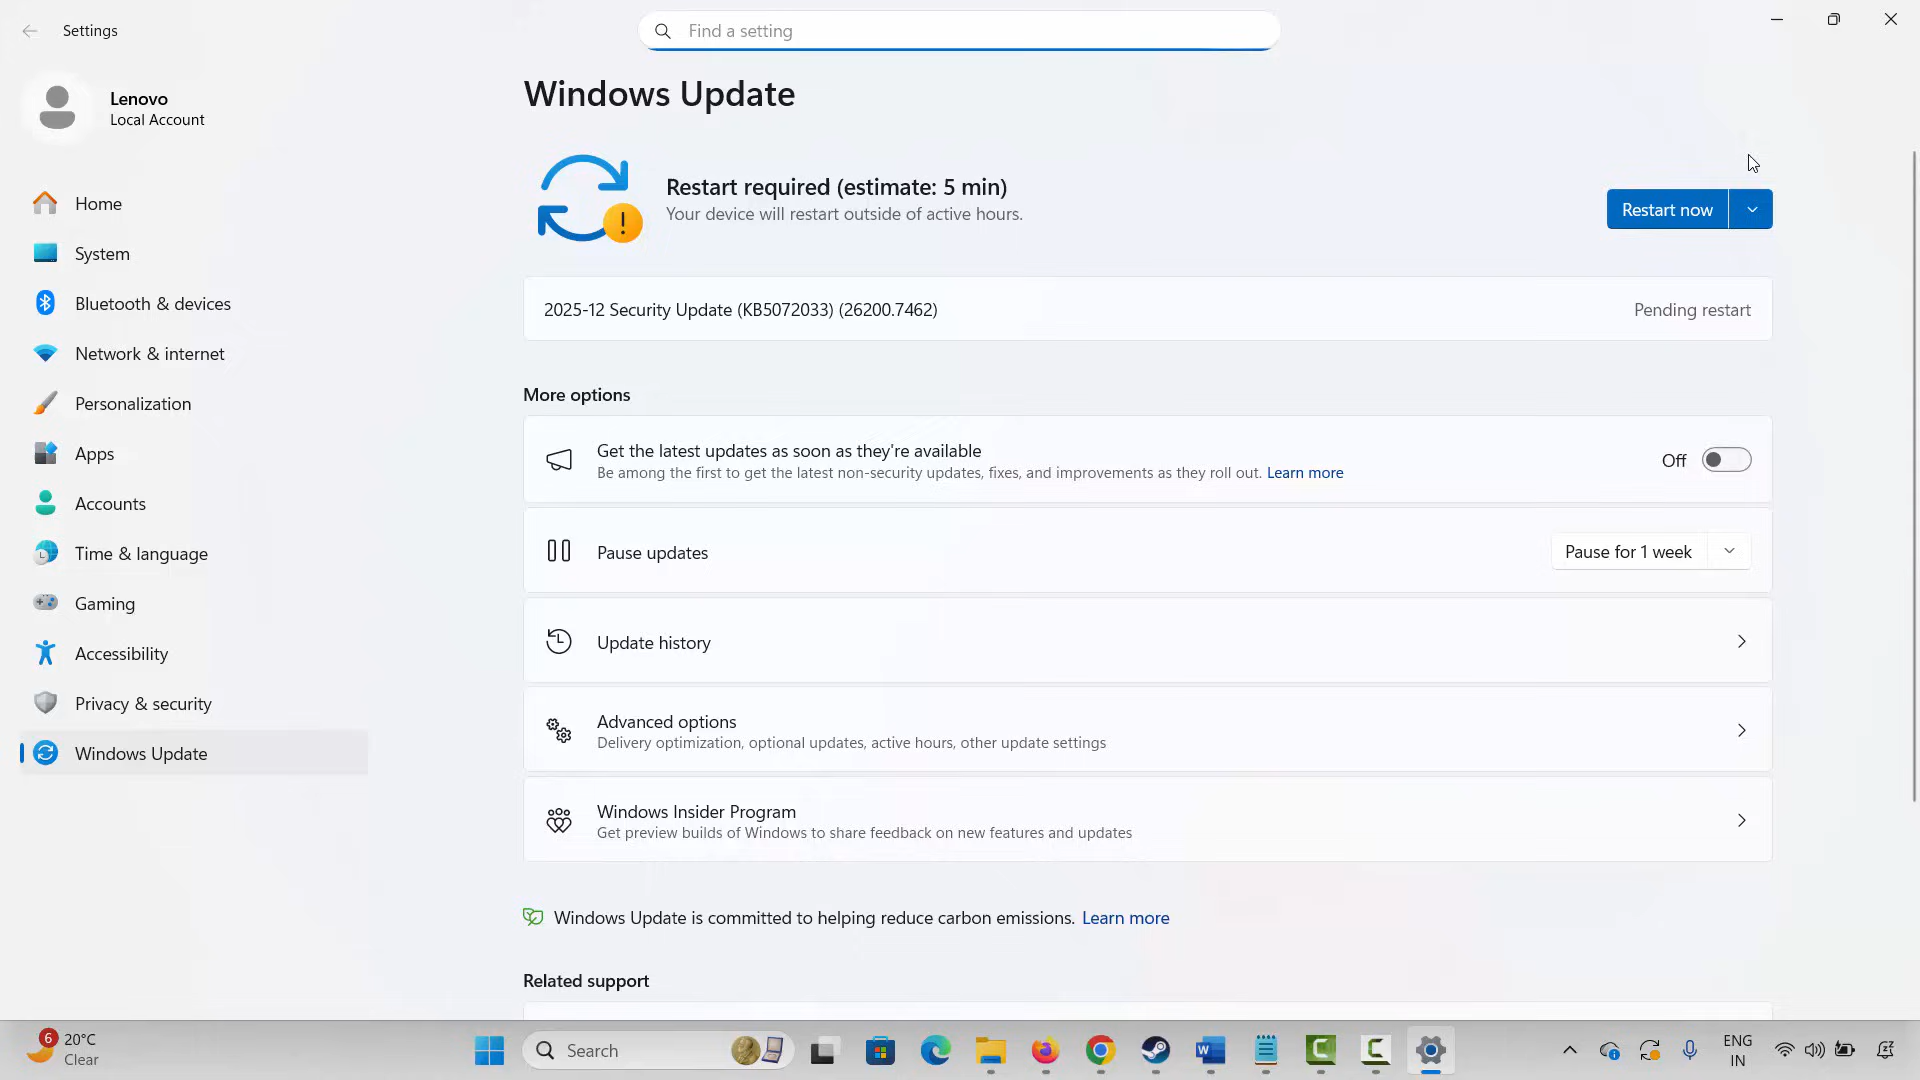 Settings
Find a setting
Lenovo
Local Account
Home
System
Bluetooth & devices
Network & internet
Personalization
Apps
Accounts
Time & language
Gaming
Accessibility
Privacy & security
Windows Update
Windows Update
Restart required (estimate: 5 min)
Your device will restart outside of active hours.
Restart now
2025-12 Security Update (KB5072033) (26200.7462)
Pending restart
More options
Get the latest updates as soon as they're available
Be among the first to get the latest non-security updates, fixes, and improvements as they roll out. Learn more
Off
Pause updates
Pause for 1 week
Update history
Advanced options
Delivery optimization, optional updates, active hours, other update settings
Windows Insider Program
Get preview builds of Windows to share feedback on new features and updates
Windows Update is committed to helping reduce carbon emissions. Learn more
Related support
6
20°C
Clear
Search
ENG
IN